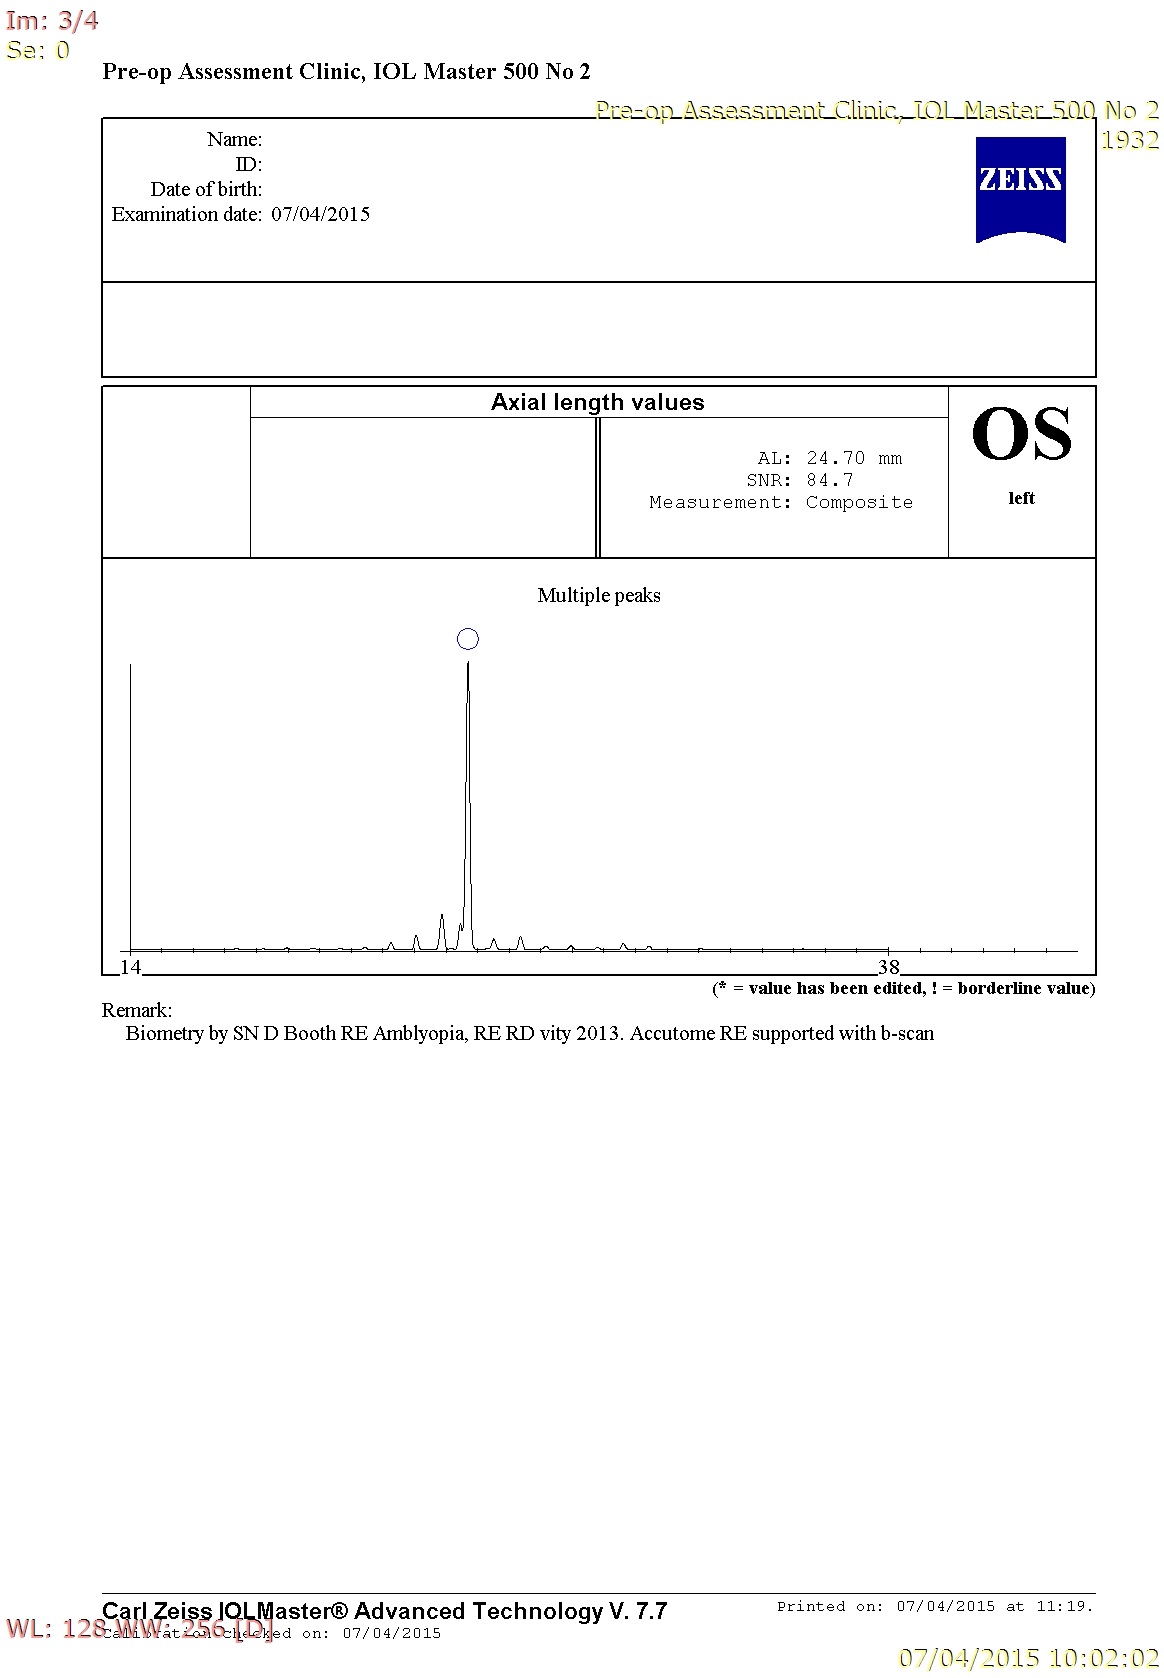 Im: 3/4
Se: 0
Pre-op Assessment Clinic, IOL Master 500 No 2
Pre-op Assessment Clinic, IOL Master 500 No 2
1932
Name:
ID:
Date of birth:
Examination date: 07/04/2015
ZEISS
Axial length values
AL: 24.70 mm
SNR: 84.7
Measurement: Composite
OS
left
Multiple peaks
14 38
(* = value has been edited, ! = borderline value)
Remark:
Biometry by SN D Booth RE Amblyopia, RE RD vity 2013. Accutome RE supported with b-scan
Carl Zeiss IOLMaster® Advanced Technology V. 7.7
Printed on: 07/04/2015 at 11:19.
WL: 128 WW: 256 [D]
Calibration checked on: 07/04/2015
07/04/2015 10:02:02